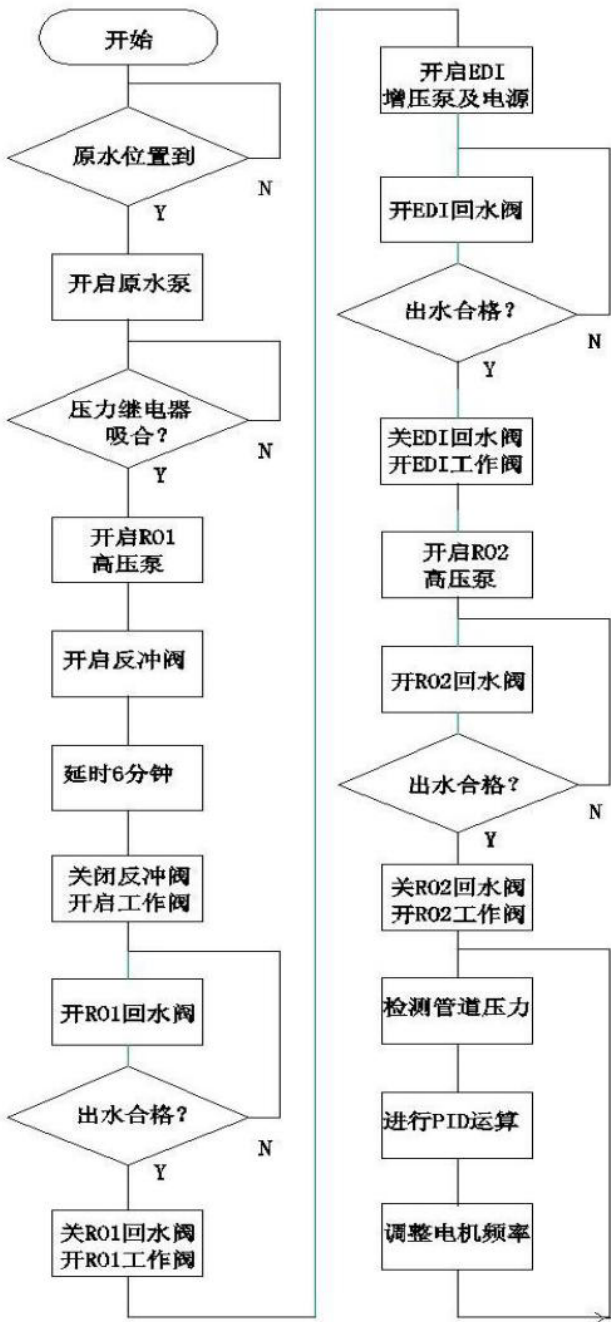 开始
原水位置到
N
Y
开启原水泵
压力继电器
吸合?
N
Y
开启RO1
高压泵
开启反冲阀
延时6分钟
关闭反冲阀
开启工作阀
开RO1回水阀
出水合格?
N
Y
关RO1回水阀
开RO1工作阀
开启EDI
增压泵及电源
开EDI回水阀
出水合格?
N
Y
关EDI回水阀
开EDI工作阀
开启RO2
高压泵
开RO2回水阀
出水合格?
N
Y
关RO2回水阀
开RO2工作阀
检测管道压力
进行PID运算
调整电机频率